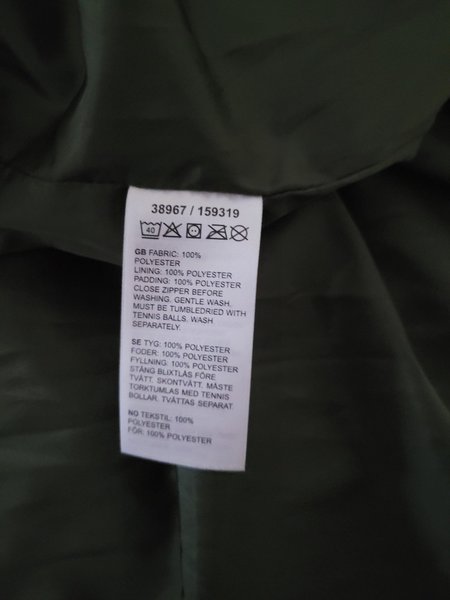 38967 / 159319
40
GB FABRIC: 100%
POLYESTER
LINING: 100% POLYESTER
PADDING: 100% POLYESTER
CLOSE ZIPPER BEFORE
WASHING. GENTLE WASH.
MUST BE TUMBLEDRIED WITH
TENNIS BALLS. WASH
SEPARATELY.
SE TYG: 100% POLYESTER
FODER: 100% POLYESTER
FYLLNING: 100% POLYESTER
STÄNG BLIXTLÅS FÖRE
TVÄTT. SKONTVÄTT. MÅSTE
TORKTUMLAS MED TENNIS
BOLLAR. TVÄTTAS SEPARAT.
NO TEKSTIL: 100%
POLYESTER
FÔR: 100% POLYESTER